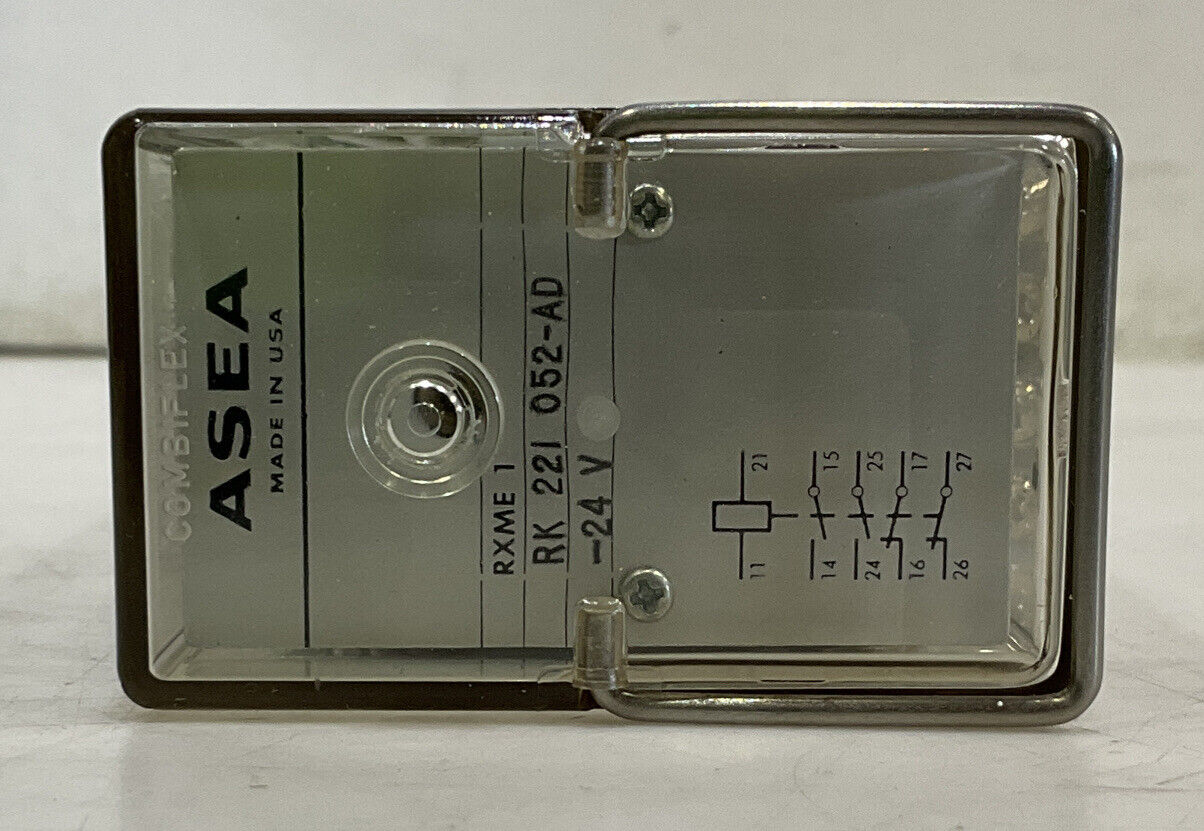 COMBIFLEX
ASEA
MADE IN USA
RXME 1
RK 221 052-AD
-24 V
11 21
14 15
24 25
16 17
26 27